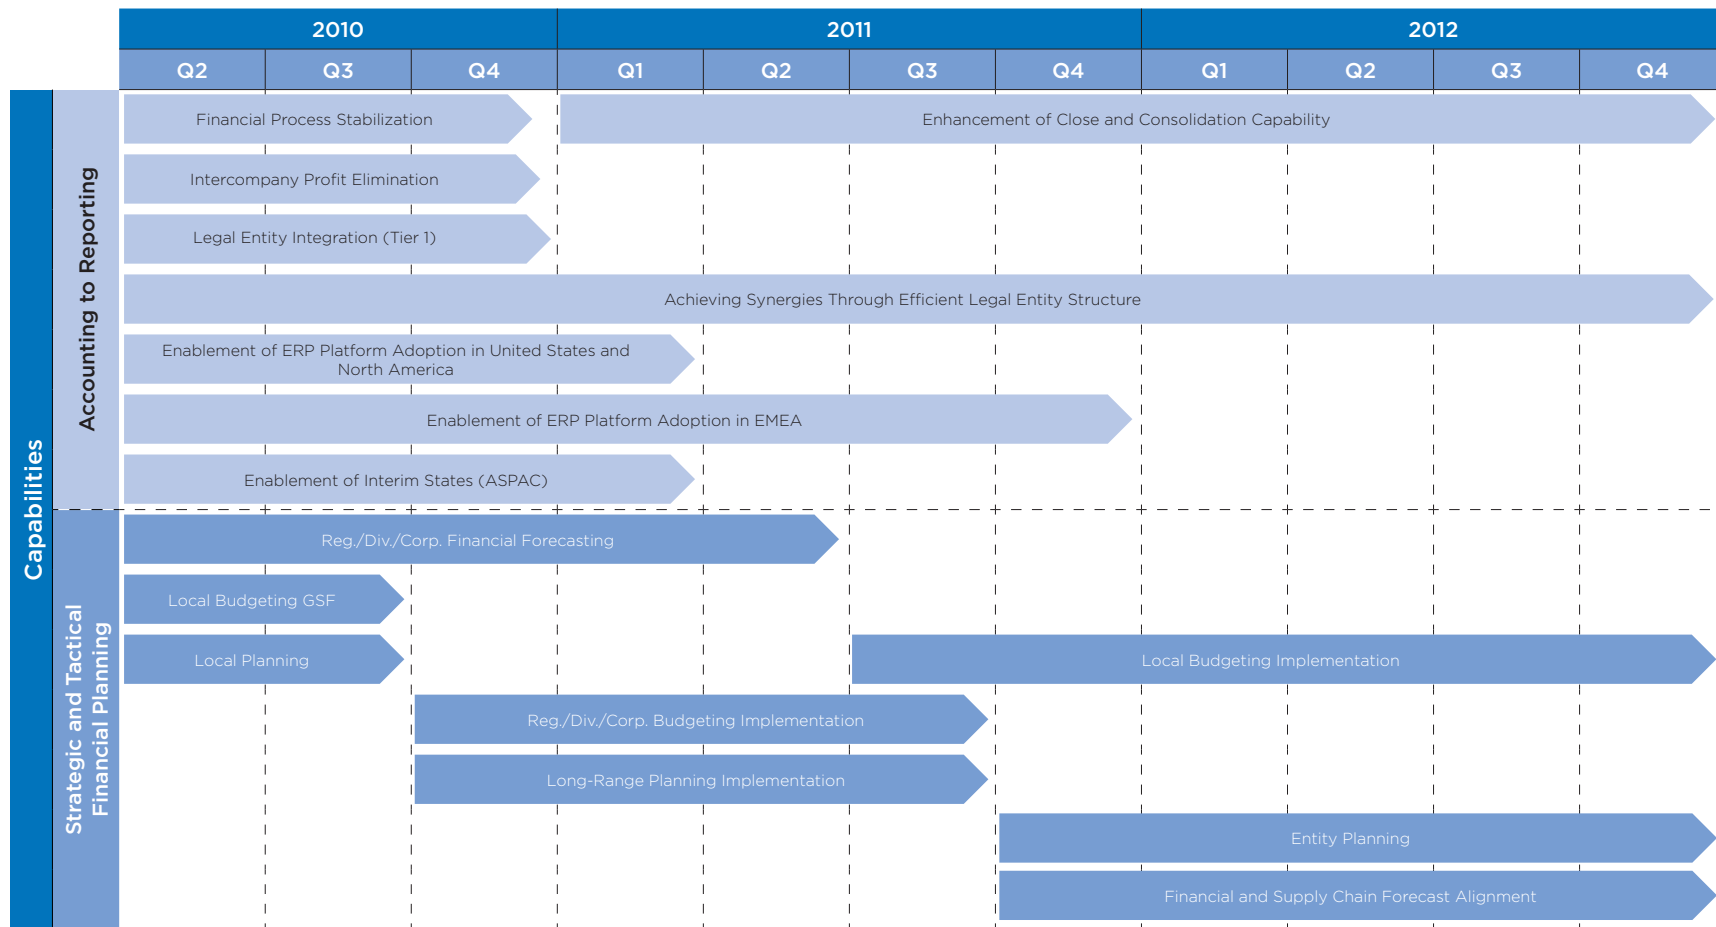 2010
2011
2012
Q2
Q3
Q4
Q1
Q2
Q3
Q4
Q1
Q2
Q3
Q4
Capabilities
Accounting to Reporting
Financial Process Stabilization
Enhancement of Close and Consolidation Capability
Intercompany Profit Elimination
Legal Entity Integration (Tier 1)
Achieving Synergies Through Efficient Legal Entity Structure
Enablement of ERP Platform Adoption in United States and
North America
Enablement of ERP Platform Adoption in EMEA
Enablement of Interim States (ASPAC)
Strategic and Tactical
Financial Planning
Reg./Div./Corp. Financial Forecasting
Local Budgeting GSF
Local Planning
Local Budgeting Implementation
Reg./Div./Corp. Budgeting Implementation
Long-Range Planning Implementation
Entity Planning
Financial and Supply Chain Forecast Alignment